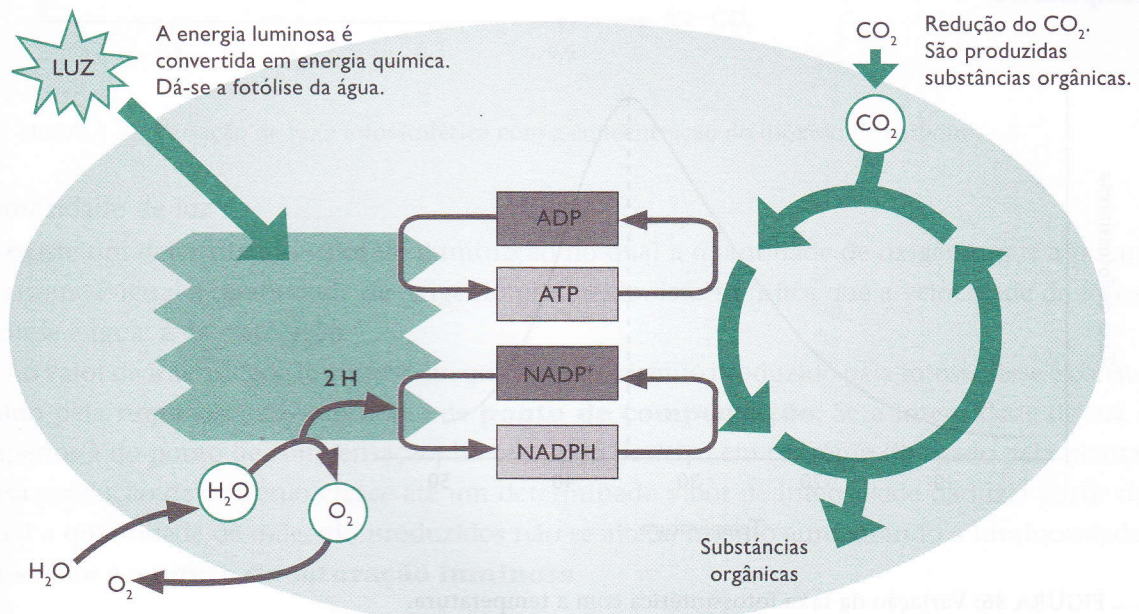 LUZ
A energia luminosa é
convertida em energia química.
Dá-se a fotólise da água.
CO₂
Redução do CO₂.
São produzidas
substâncias orgânicas.
CO₂
ADP
ATP
2 H
NADP⁺
NADPH
H₂O
O₂
H₂O
O₂
Substâncias
orgânicas